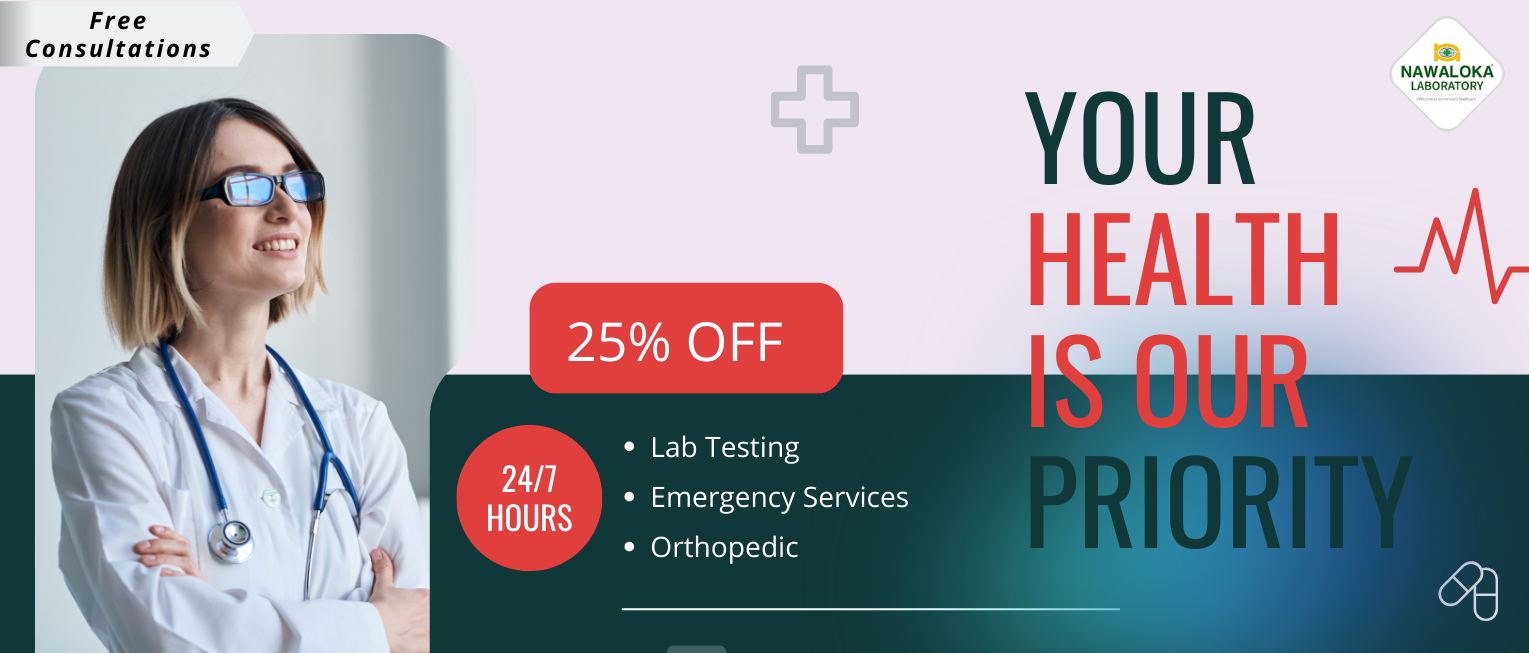 Free
Consultations
NAWALOKA
LABORATORY
YOUR
HEALTH
IS OUR
PRIORITY
25% OFF
24/7
HOURS
Lab Testing
Emergency Services
Orthopedic